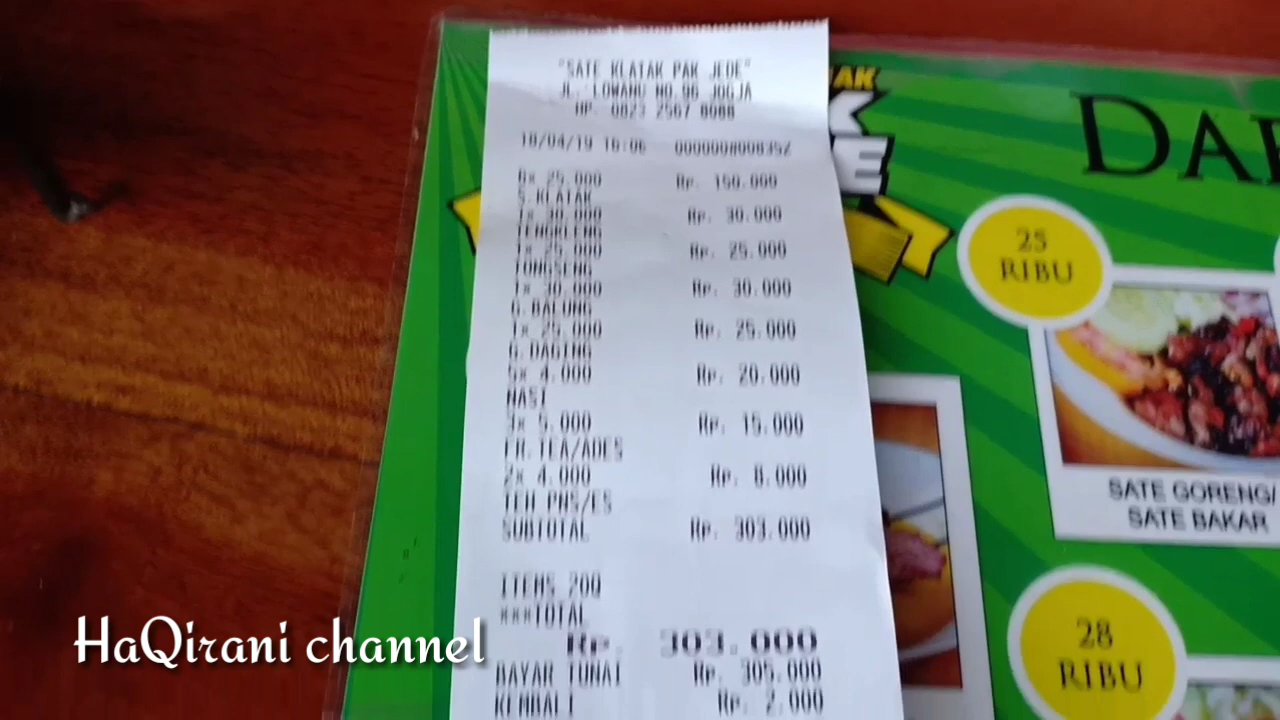 "SATE KLATAK PAK JEDE"
JL. LOWANU NO.96 JOGJA
HP. 0823 2567 8088
18/04/19 16:06
6x 25.000 Rp. 150.000
S.KLATAK
1x 30.000 Rp. 30.000
TENGKLENG
1x 25.000 Rp. 25.000
TONGSENG
1x 30.000 Rp. 30.000
G.BALUNG
1x 25.000 Rp. 25.000
G.DAGING
5x 4.000 Rp. 20.000
NASI
3x 5.000 Rp. 15.000
FR.TEA/ADES
2x 4.000 Rp. 8.000
TEH PNS/ES
SUBTOTAL Rp. 303.000
ITEMS 20Q
***TOTAL
Rp. 303.000
BAYAR TUNAI Rp. 305.000
KEMBALI Rp. 2.000
25
RIBU
SATE GORENG/
SATE BAKAR
28
RIBU
HaQirani channel